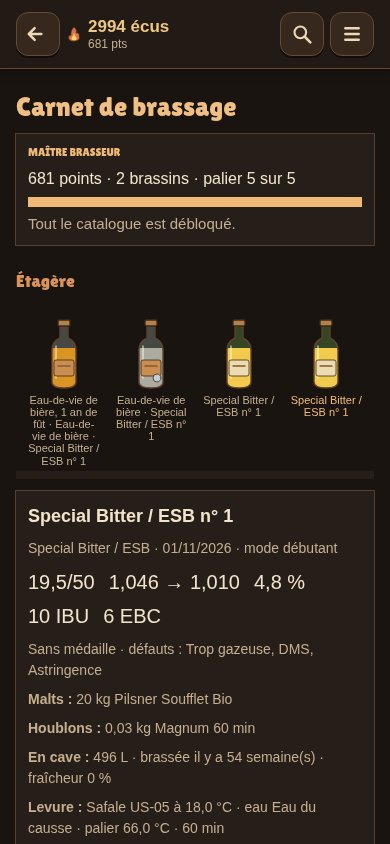 2994 écus
681 pts
Carnet de brassage
MAÎTRE BRASSEUR
681 points · 2 brassins · palier 5 sur 5
Tout le catalogue est débloqué.
Étagère
Eau-de-vie de
bière, 1 an de
fût · Eau-de-
vie de bière ·
Special Bitter /
ESB n° 1
Eau-de-vie de
bière · Special
Bitter / ESB n°
1
Special Bitter /
ESB n° 1
Special Bitter /
ESB n° 1
Special Bitter / ESB n° 1
Special Bitter / ESB · 01/11/2026 · mode débutant
19,5/50 1,046 → 1,010 4,8 %
10 IBU 6 EBC
Sans médaille · défauts : Trop gazeuse, DMS,
Astringence
Malts : 20 kg Pilsner Soufflet Bio
Houblons : 0,03 kg Magnum 60 min
En cave : 496 L · brassée il y a 54 semaine(s) ·
fraîcheur 0 %
Levure : Safale US-05 à 18,0 °C · eau Eau du
causse · palier 66,0 °C · 60 min